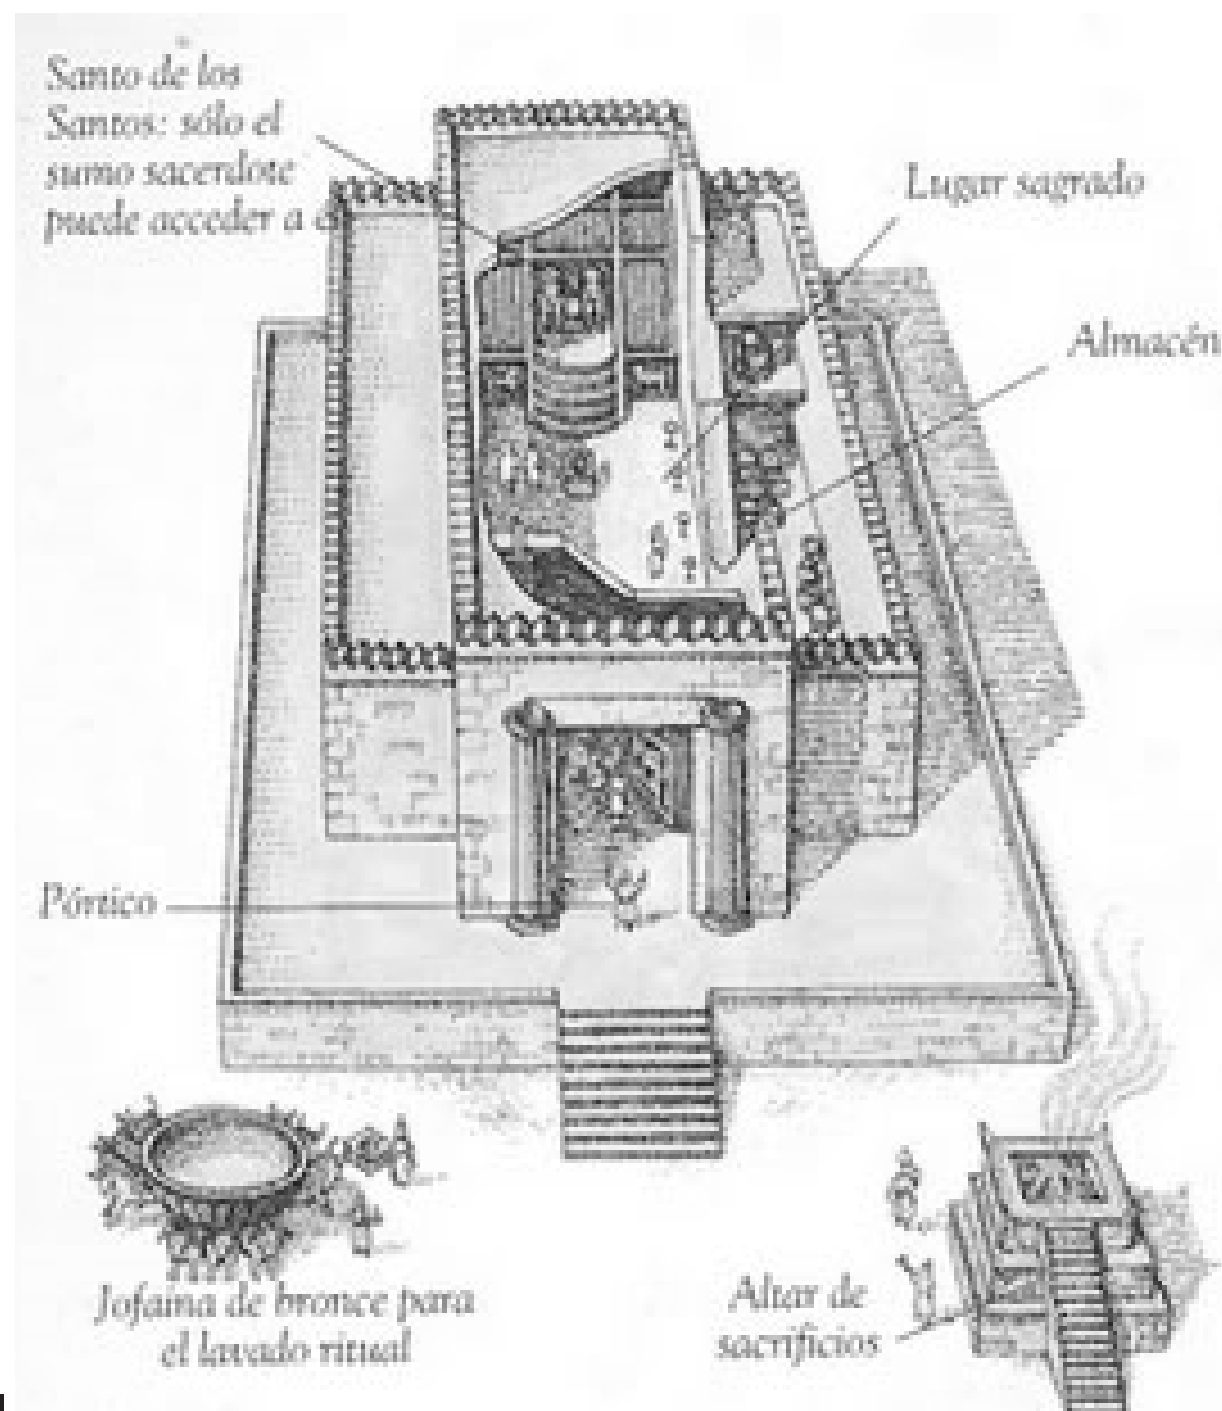 Santo de los
Santos: sólo el
sumo sacerdote
puede acceder a
Lugar sagrado
Almacén
Pórtico
Jofaina de bronce para
el lavado ritual
Altar de
sacrificios